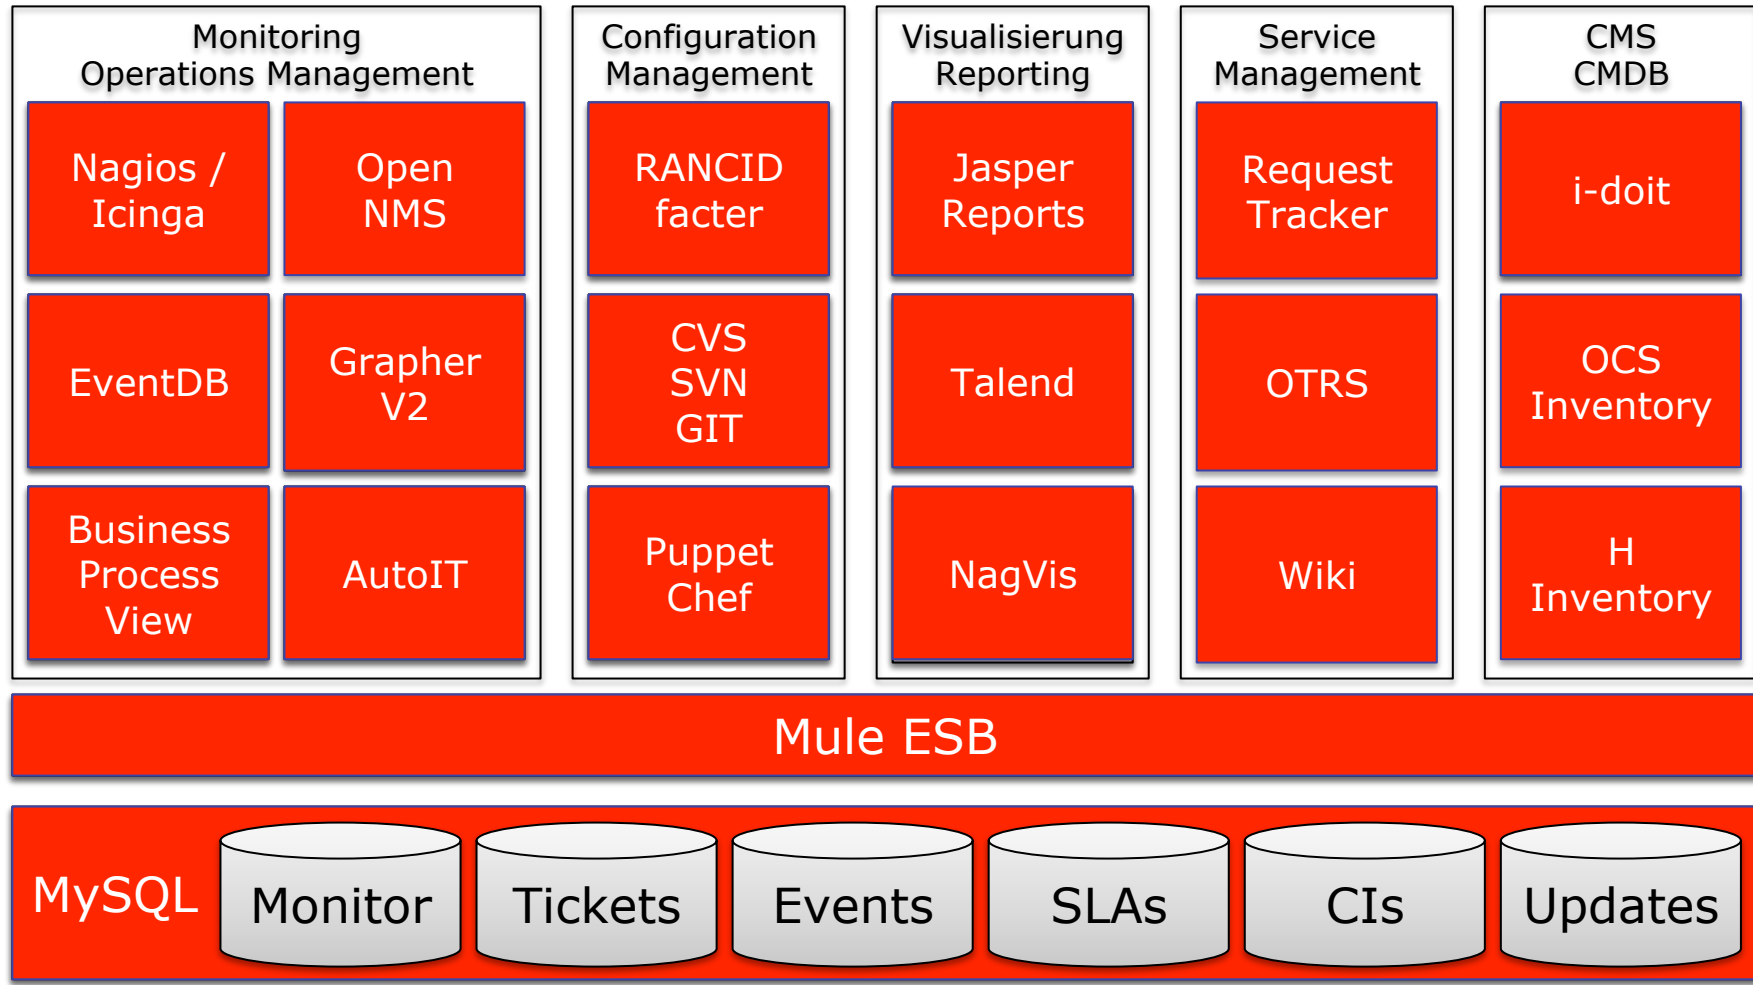 Monitoring
Operations Management
Nagios /
Icinga
Open
NMS
EventDB
Grapher
V2
Business
Process
View
AutoIT
Configuration
Management
RANCID
facter
CVS
SVN
GIT
Puppet
Chef
Visualisierung
Reporting
Jasper
Reports
Talend
NagVis
Service
Management
Request
Tracker
OTRS
Wiki
CMS
CMDB
i-doit
OCS
Inventory
H
Inventory
Mule ESB
MySQL
Monitor
Tickets
Events
SLAs
CIs
Updates